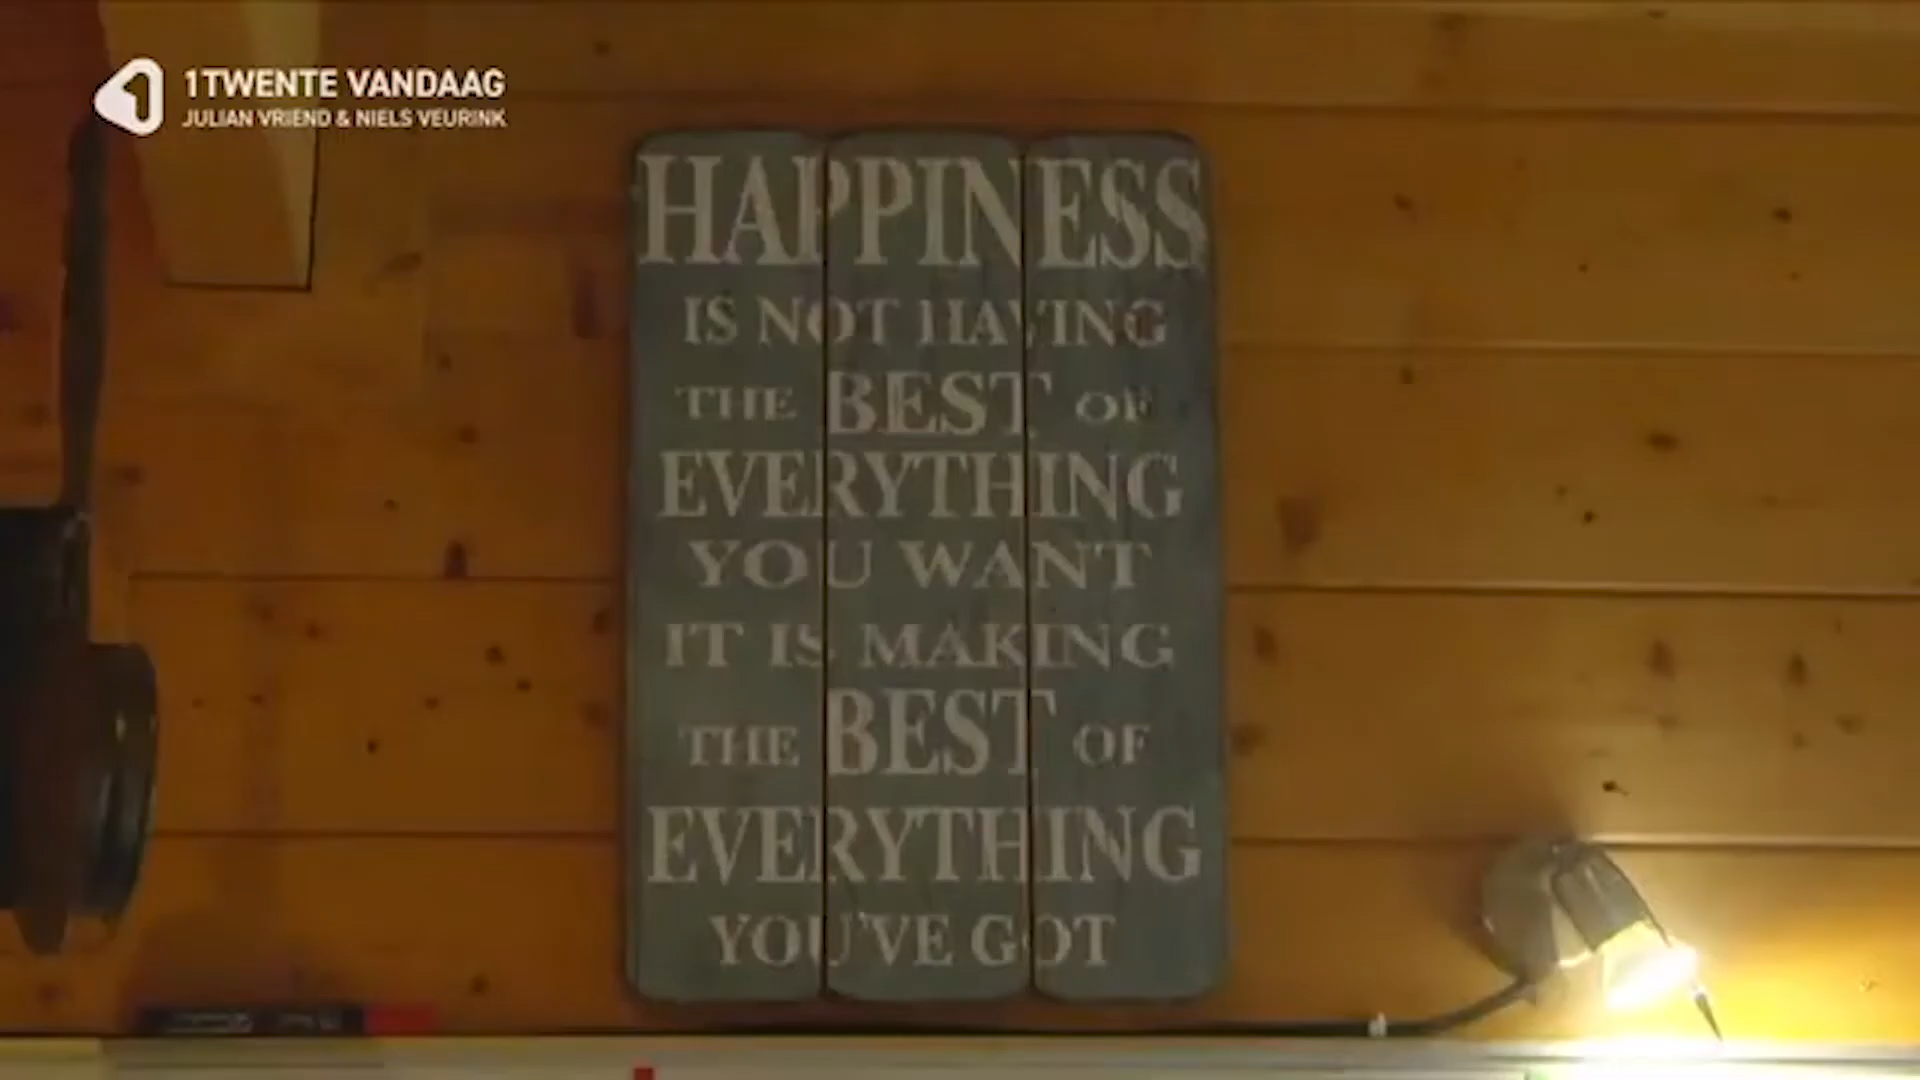 1TWENTE VANDAAG
JULIAN VRIEND & NIELS VEURINK
HAPPINESS
IS NOT HAVING
THE BEST OF
EVERYTHING
YOU WANT
IT IS MAKING
THE BEST OF
EVERYTHING
YOU'VE GOT